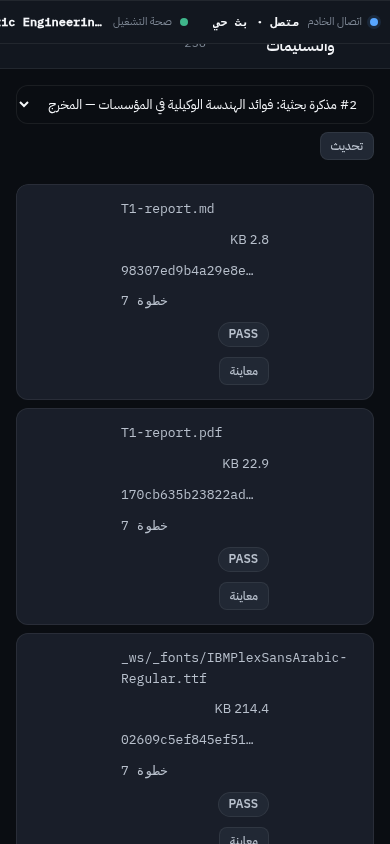 اتصال الخادم متصل · بث حي صحة التشغيل ic Engineerin…
والتسليمات
#2 مذكرة بحثية: فوائد الهندسة الوكيلية في المؤسسات — المخرج
تحديث
T1-report.md
2.8 KB
98307ed9b4a29e8e…
خطوة 7
PASS
معاينة
T1-report.pdf
22.9 KB
170cb635b23822ad…
خطوة 7
PASS
معاينة
_ws/_fonts/IBMPlexSansArabic-
Regular.ttf
214.4 KB
02609c5ef845ef51…
خطوة 7
PASS
معاينة